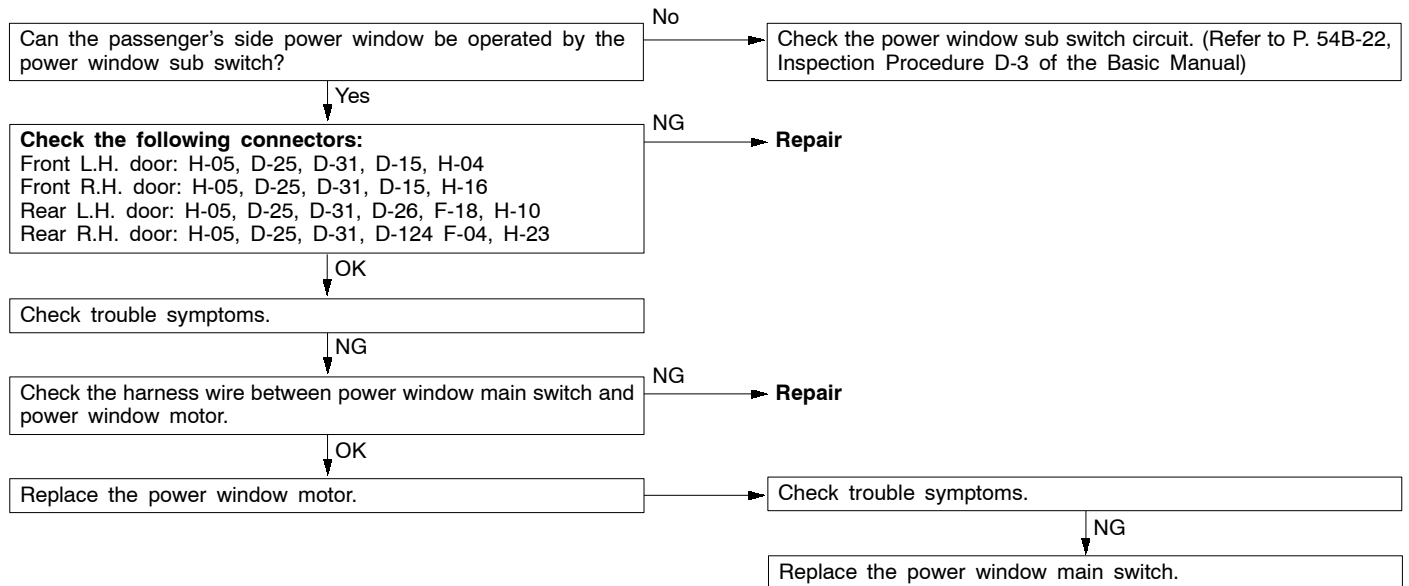 No
Can the passenger's side power window be operated by the
power window sub switch?
Check the power window sub switch circuit. (Refer to P. 54B-22,
Inspection Procedure D-3 of the Basic Manual)
Yes
Check the following connectors:
Front L.H. door: H-05, D-25, D-31, D-15, H-04
Front R.H. door: H-05, D-25, D-31, D-15, H-16
Rear L.H. door: H-05, D-25, D-31, D-26, F-18, H-10
Rear R.H. door: H-05, D-25, D-31, D-124 F-04, H-23
NG
Repair
OK
Check trouble symptoms.
NG
Check the harness wire between power window main switch and
power window motor.
NG
Repair
OK
Replace the power window motor.
Check trouble symptoms.
NG
Replace the power window main switch.